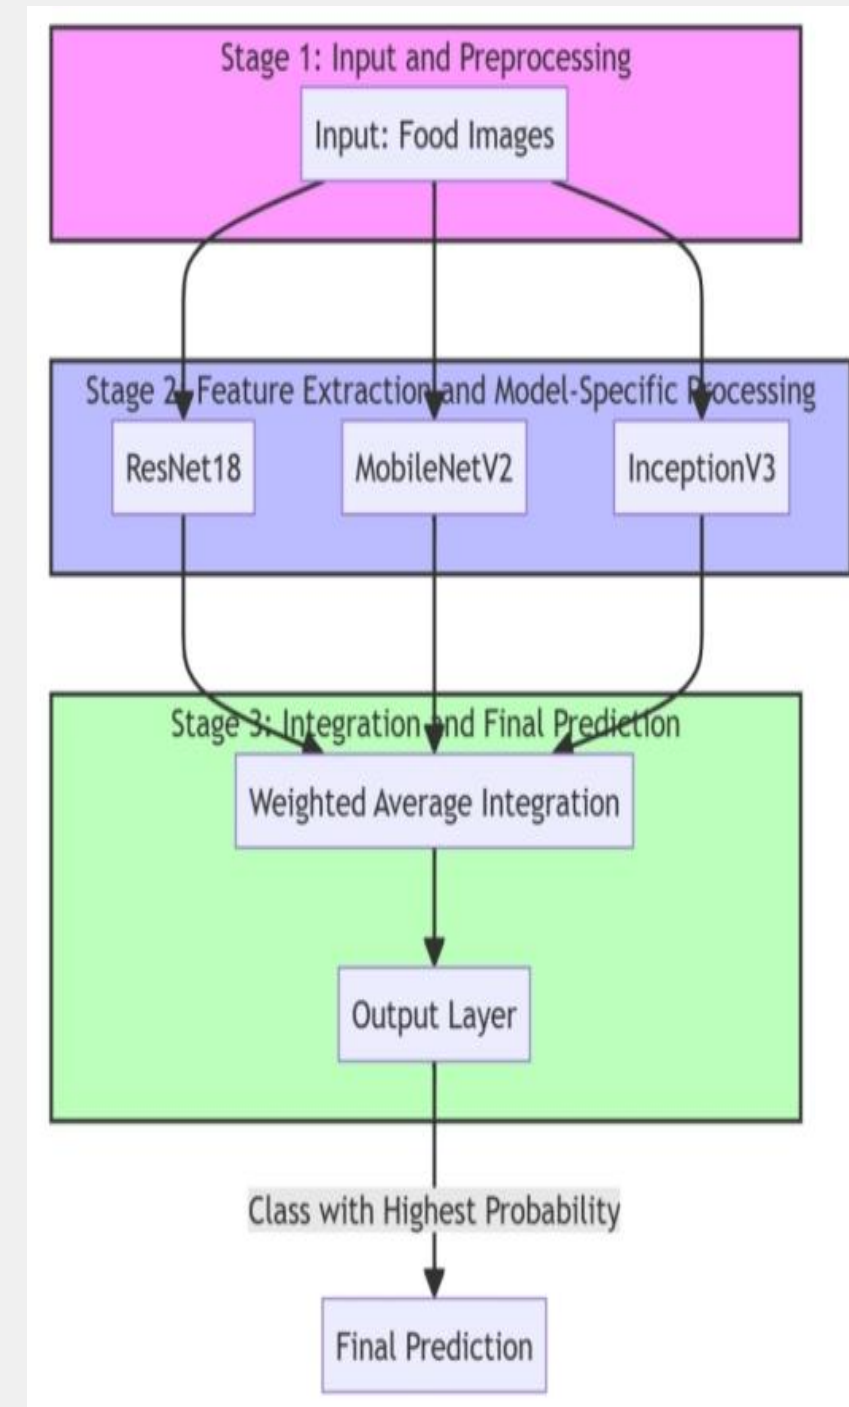 Stage 1: Input and Preprocessing
Input: Food Images
Stage 2: Feature Extraction and Model-Specific Processing
ResNet18
MobileNetV2
InceptionV3
Stage 3: Integration and Final Prediction
Weighted Average Integration
Output Layer
Class with Highest Probability
Final Prediction